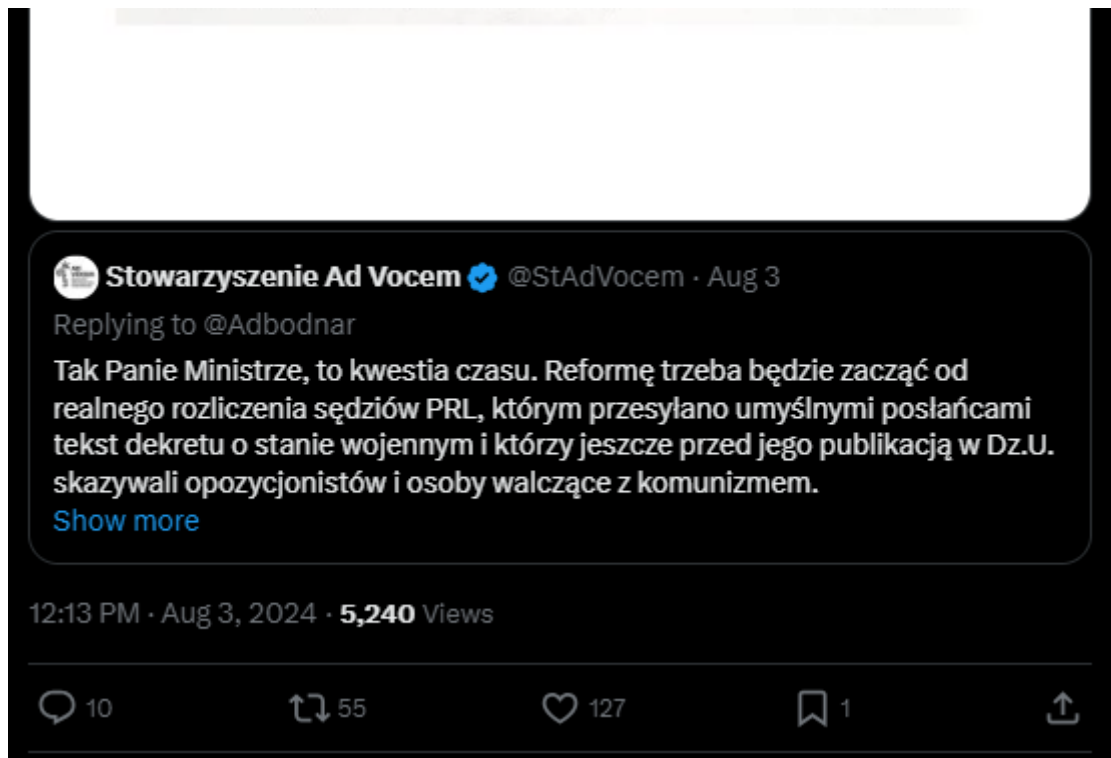 Stowarzyszenie Ad Vocem @StAdVocem · Aug 3
Replying to @Adbodnar
Tak Panie Ministrze, to kwestia czasu. Reformę trzeba będzie zacząć od
realnego rozliczenia sędziów PRL, którym przesyłano umyślnymi posłańcami
tekst dekretu o stanie wojennym i którzy jeszcze przed jego publikacją w Dz.U.
skazywali opozycjonistów i osoby walczące z komunizmem.
Show more
12:13 PM · Aug 3, 2024 · 5,240 Views
10 55 127 1